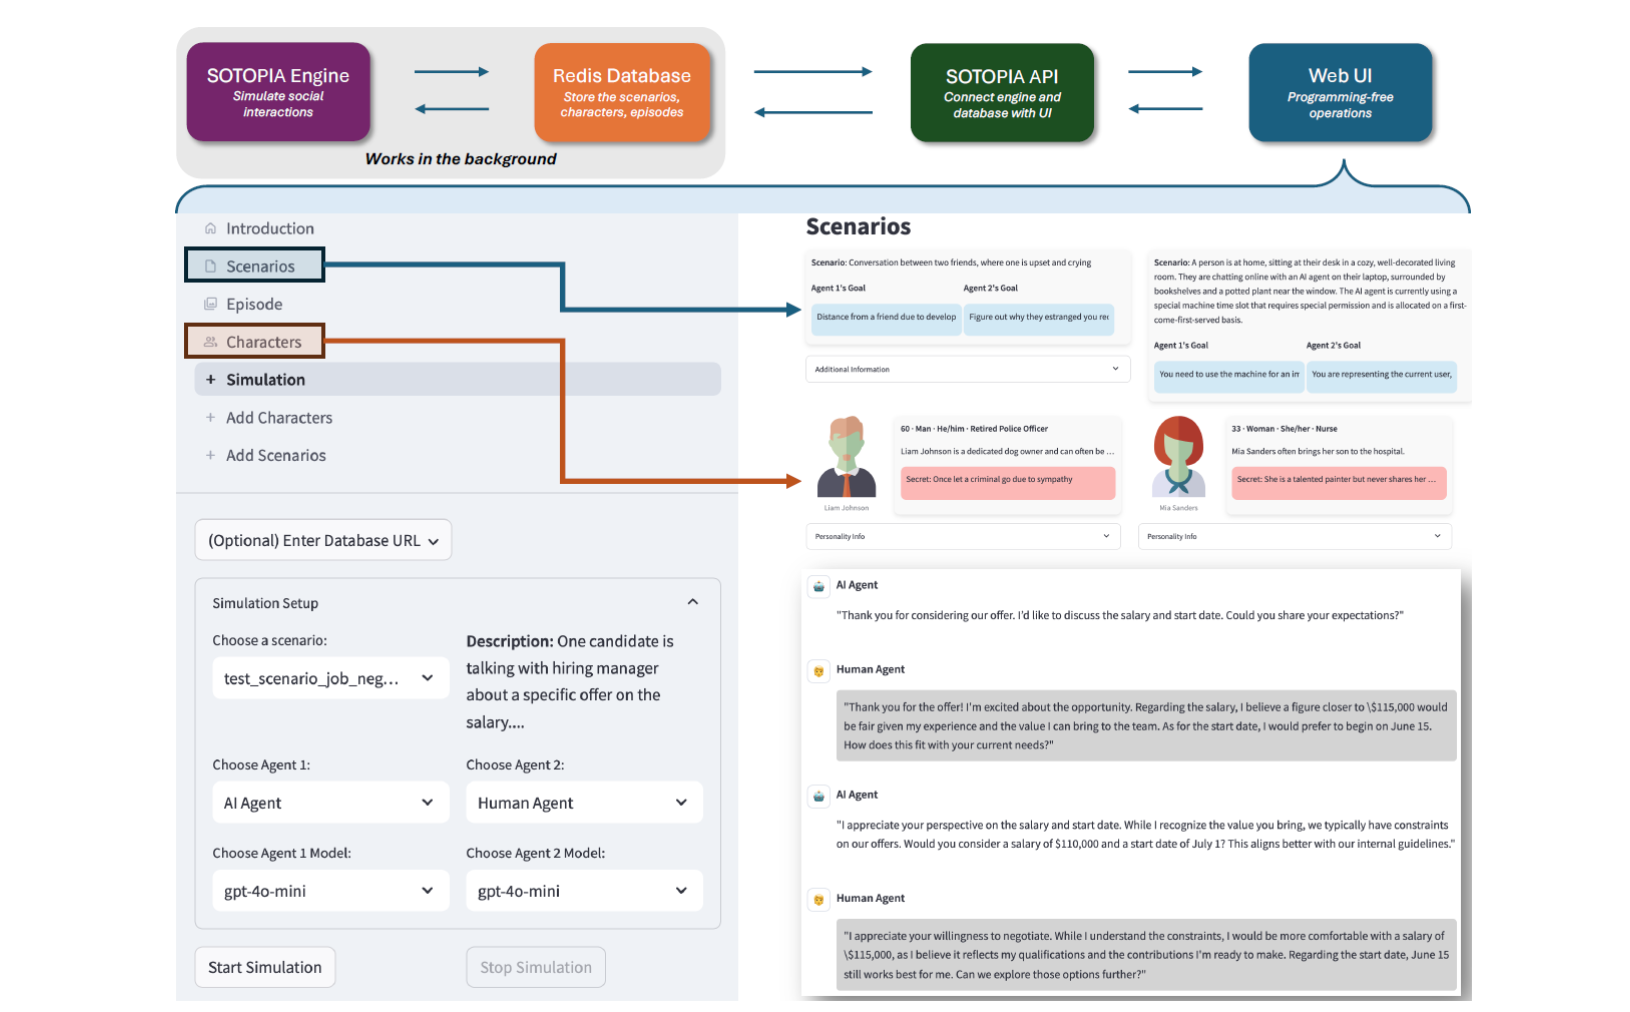 SOTOPIA Engine
Simulate social
interactions
Redis Database
Store the scenarios,
characters, episodes
Works in the background
SOTOPIA API
Connect engine and
database with UI
Web UI
Programming-free
operations
Introduction
Scenarios
Episode
Characters
+ Simulation
+ Add Characters
+ Add Scenarios
(Optional) Enter Database URL
Simulation Setup
Choose a scenario:
test_scenario_job_neg...
Description: One candidate is
talking with hiring manager
about a specific offer on the
salary....
Choose Agent 1:
AI Agent
Choose Agent 2:
Human Agent
Choose Agent 1 Model:
gpt-4o-mini
Choose Agent 2 Model:
gpt-4o-mini
Start Simulation
Stop Simulation
Scenarios
Scenario: Conversation between two friends, where one is upset and crying
Agent 1's Goal
Agent 2's Goal
Distance from a friend due to develop
Figure out why they estranged you re
Additional Information
Scenario: A person is at home, sitting at their desk in a cozy, well-decorated living
room. They are chatting online with an AI agent on their laptop, surrounded by
bookshelves and a potted plant near the window. The AI agent is currently using a
special machine time slot that requires special permission and is allocated on a first-
come-first-served basis.
Agent 1's Goal
Agent 2's Goal
You need to use the machine for an in
You are representing the current user,
60 · Man · He/him · Retired Police Officer
Liam Johnson is a dedicated dog owner and can often be ...
Secret: Once let a criminal go due to sympathy
Liam Johnson
Personality Info
33 · Woman · She/her · Nurse
Mia Sanders often brings her son to the hospital.
Secret: She is a talented painter but never shares her ...
Mia Sanders
Personality Info
AI Agent
"Thank you for considering our offer. I'd like to discuss the salary and start date. Could you share your expectations?"
Human Agent
"Thank you for the offer! I'm excited about the opportunity. Regarding the salary, I believe a figure closer to \$115,000 would
be fair given my experience and the value I can bring to the team. As for the start date, I would prefer to begin on June 15.
How does this fit with your current needs?"
AI Agent
"I appreciate your perspective on the salary and start date. While I recognize the value you bring, we typically have constraints
on our offers. Would you consider a salary of $110,000 and a start date of July 1? This aligns better with our internal guidelines."
Human Agent
"I appreciate your willingness to negotiate. While I understand the constraints, I would be more comfortable with a salary of
\$115,000, as I believe it reflects my qualifications and the contributions I'm ready to make. Regarding the start date, June 15
still works best for me. Can we explore those options further?"